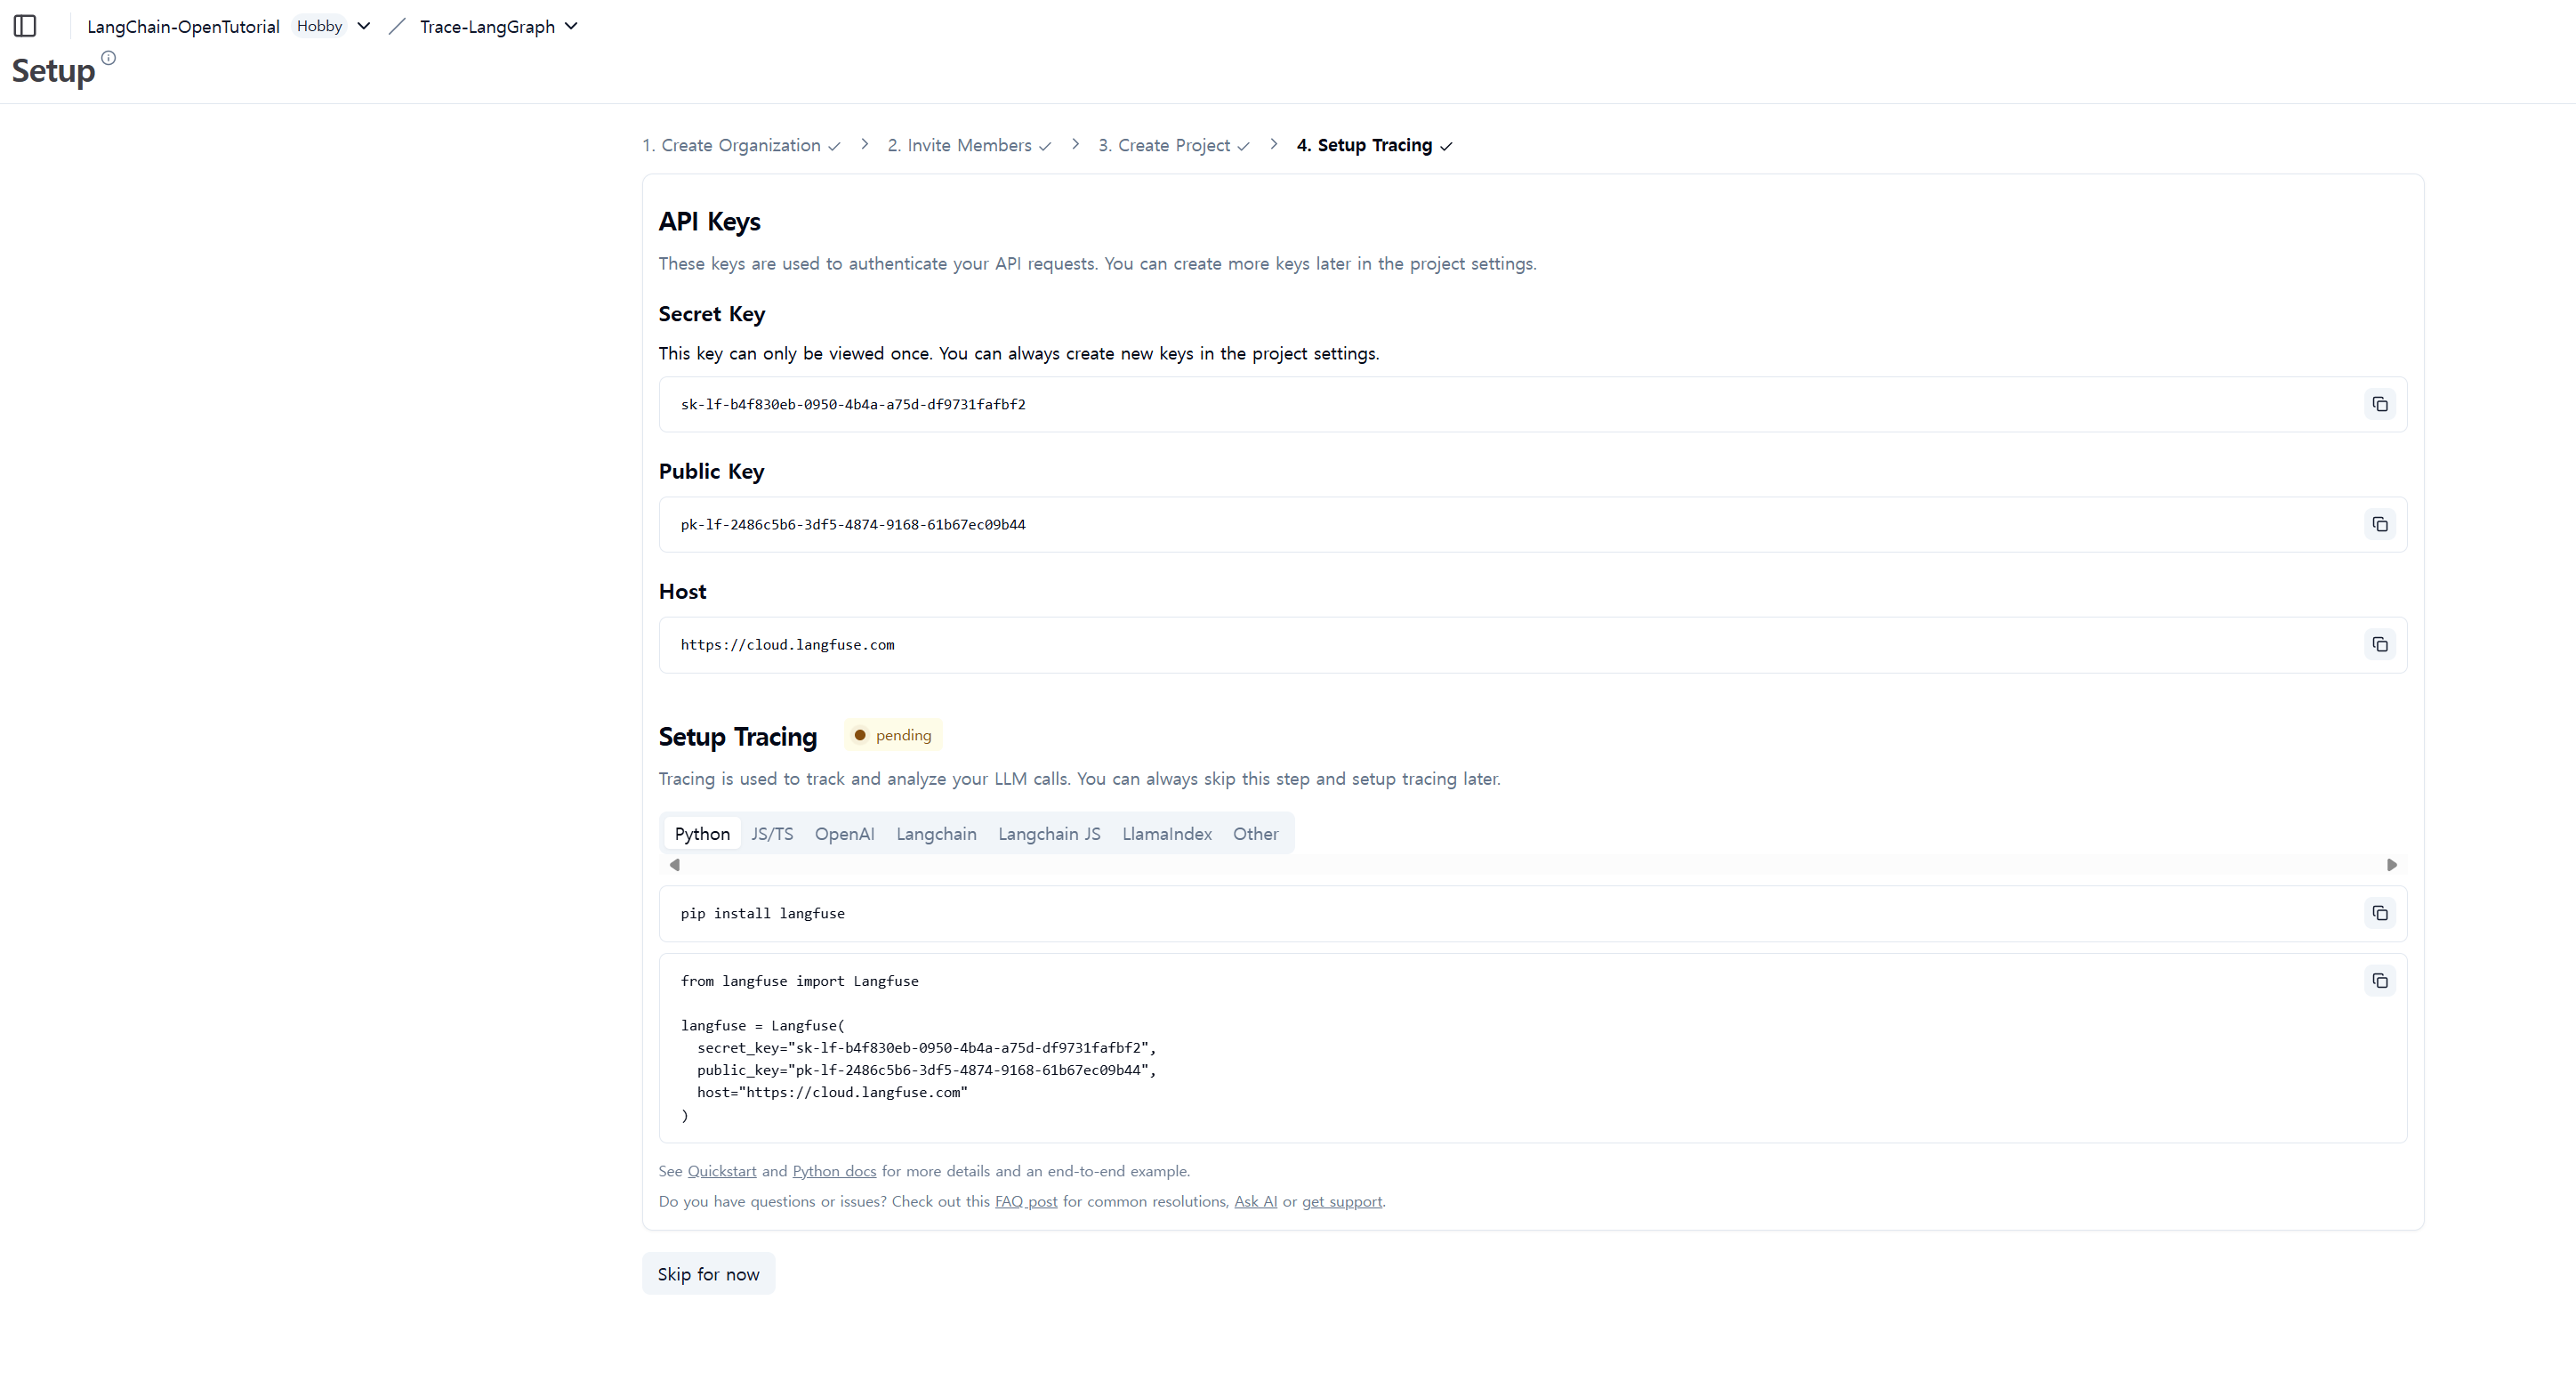 LangChain-OpenTutorial Hobby / Trace-LangGraph
Setup
1. Create Organization ✓ > 2. Invite Members ✓ > 3. Create Project ✓ > 4. Setup Tracing ✓
API Keys
These keys are used to authenticate your API requests. You can create more keys later in the project settings.
Secret Key
This key can only be viewed once. You can always create new keys in the project settings.
sk-lf-b4f830eb-0950-4b4a-a75d-df9731fafbf2
Public Key
pk-lf-2486c5b6-3df5-4874-9168-61b67ec09b44
Host
https://cloud.langfuse.com
Setup Tracing pending
Tracing is used to track and analyze your LLM calls. You can always skip this step and setup tracing later.
Python JS/TS OpenAI Langchain Langchain JS LlamaIndex Other
pip install langfuse
from langfuse import Langfuse
langfuse = Langfuse(
  secret_key="sk-lf-b4f830eb-0950-4b4a-a75d-df9731fafbf2",
  public_key="pk-lf-2486c5b6-3df5-4874-9168-61b67ec09b44",
  host="https://cloud.langfuse.com"
)
See Quickstart and Python docs for more details and an end-to-end example.
Do you have questions or issues? Check out this FAQ post for common resolutions, Ask AI or get support.
Skip for now